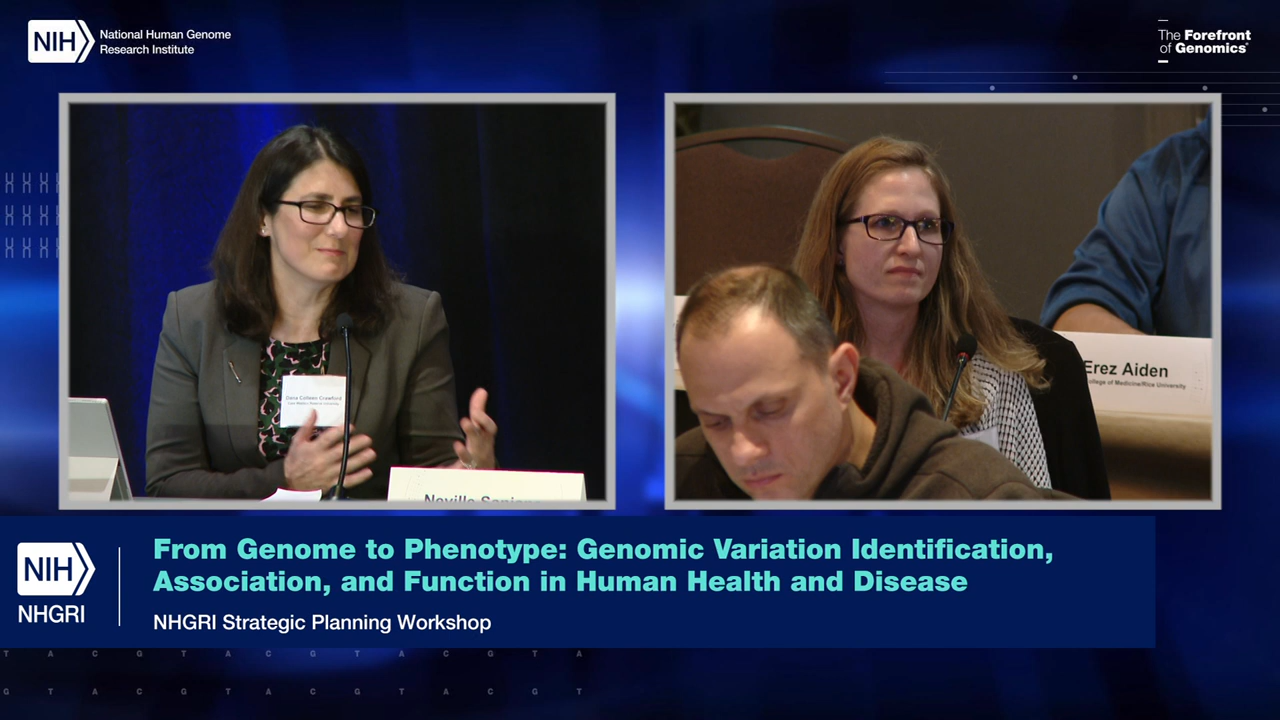 NIH
National Human Genome
Research Institute
The Forefront
of Genomics®
Dana Colleen Crawford
Erez Aiden
College of Medicine/Rice University
Neville
NIH
NHGRI
From Genome to Phenotype: Genomic Variation Identification,
Association, and Function in Human Health and Disease
NHGRI Strategic Planning Workshop
T A C G T A C G T A C G T A
G T A C G T A C G T A C G T